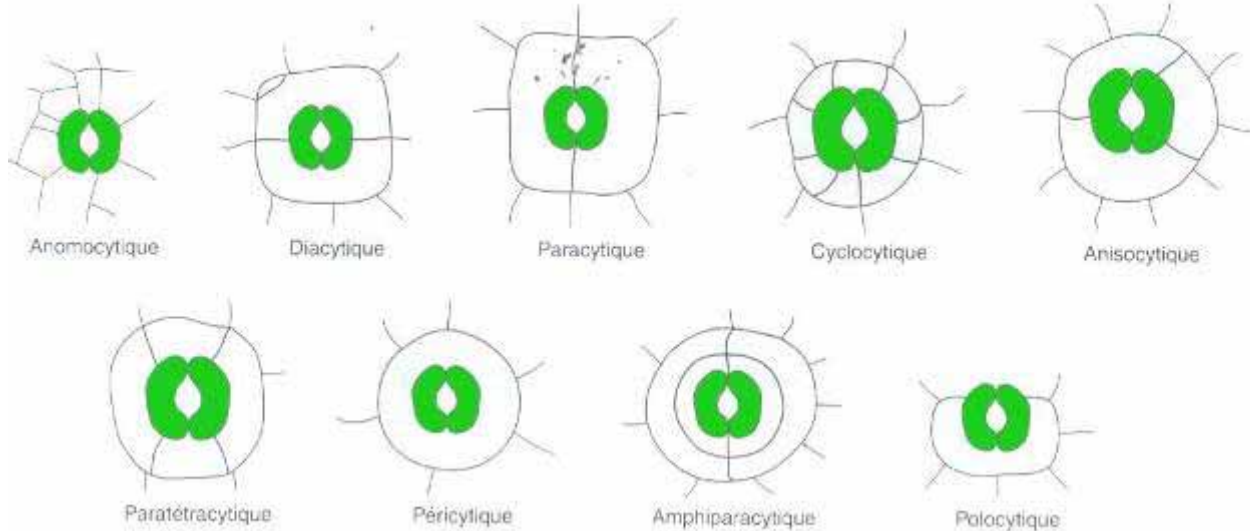 Anomocytique
Diacytique
Paracytique
Cyclocytique
Anisocytique
Paratétracytique
Péricytique
Amphiparacytique
Polocytique